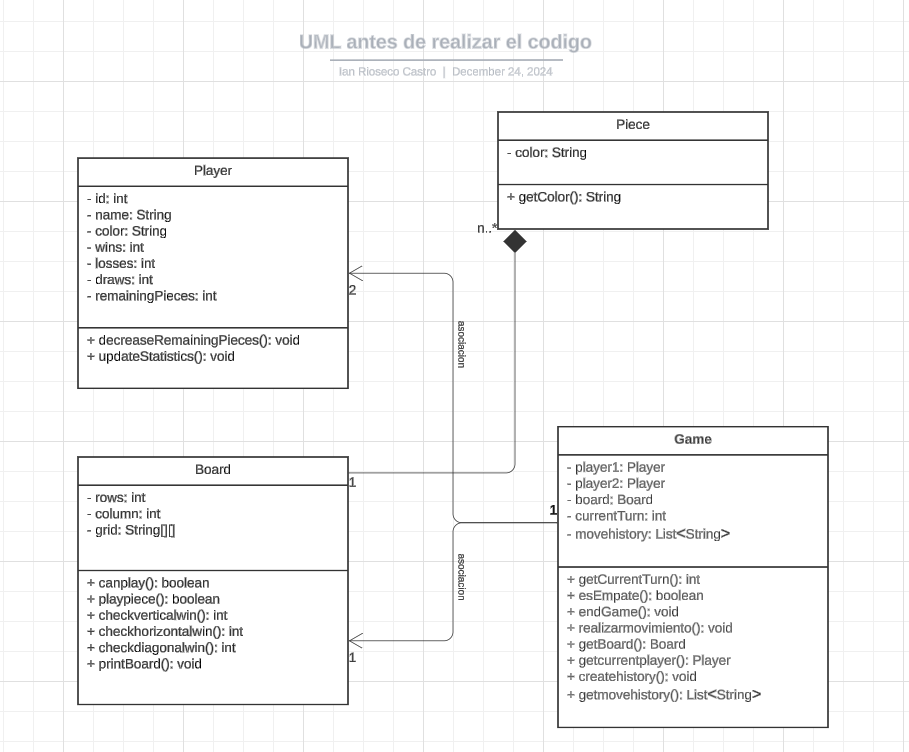 UML antes de realizar el codigo
Ian Rioseco Castro | December 24, 2024
Piece
- color: String
+ getColor(): String
n..*
Player
- id: int
- name: String
- color: String
- wins: int
- losses: int
- draws: int
- remainingPieces: int
+ decreaseRemainingPieces(): void
+ updateStatistics(): void
2
asociacion
Board
- rows: int
- column: int
- grid: String[][]
+ canplay(): boolean
+ playpiece(): boolean
+ checkverticalwin(): int
+ checkhorizontalwin(): int
+ checkdiagonalwin(): int
+ printBoard(): void
1
1
asociacion
1
Game
- player1: Player
- player2: Player
- board: Board
- currentTurn: int
- movehistory: List<String>
+ getCurrentTurn(): int
+ esEmpate(): boolean
+ endGame(): void
+ realizarmovimiento(): void
+ getBoard(): Board
+ getcurrentplayer(): Player
+ createhistory(): void
+ getmovehistory(): List<String>